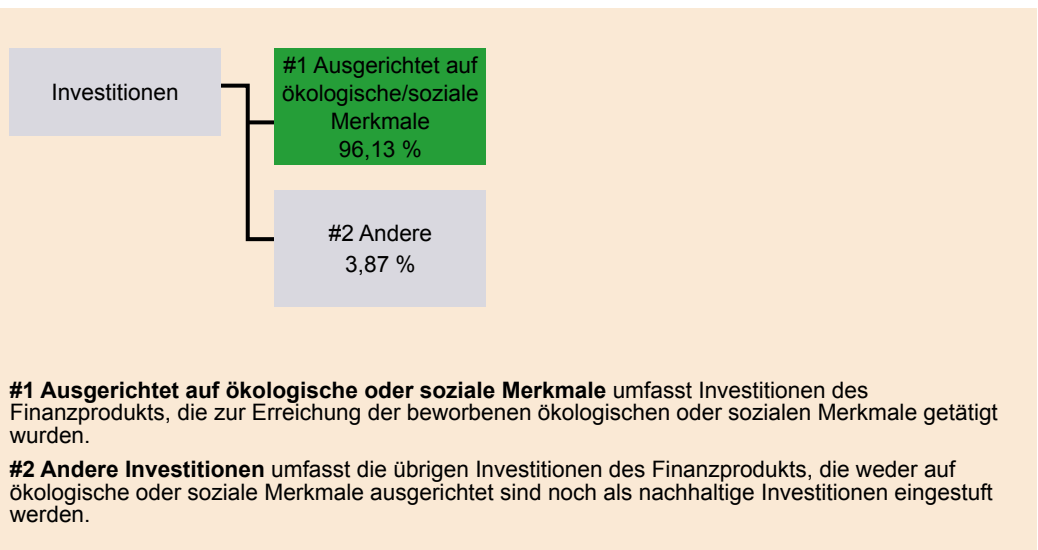 Investitionen
#1 Ausgerichtet auf
ökologische/soziale
Merkmale
96,13 %
#2 Andere
3,87 %
#1 Ausgerichtet auf ökologische oder soziale Merkmale umfasst Investitionen des
Finanzprodukts, die zur Erreichung der beworbenen ökologischen oder sozialen Merkmale getätigt
wurden.
#2 Andere Investitionen umfasst die übrigen Investitionen des Finanzprodukts, die weder auf
ökologische oder soziale Merkmale ausgerichtet sind noch als nachhaltige Investitionen eingestuft
werden.